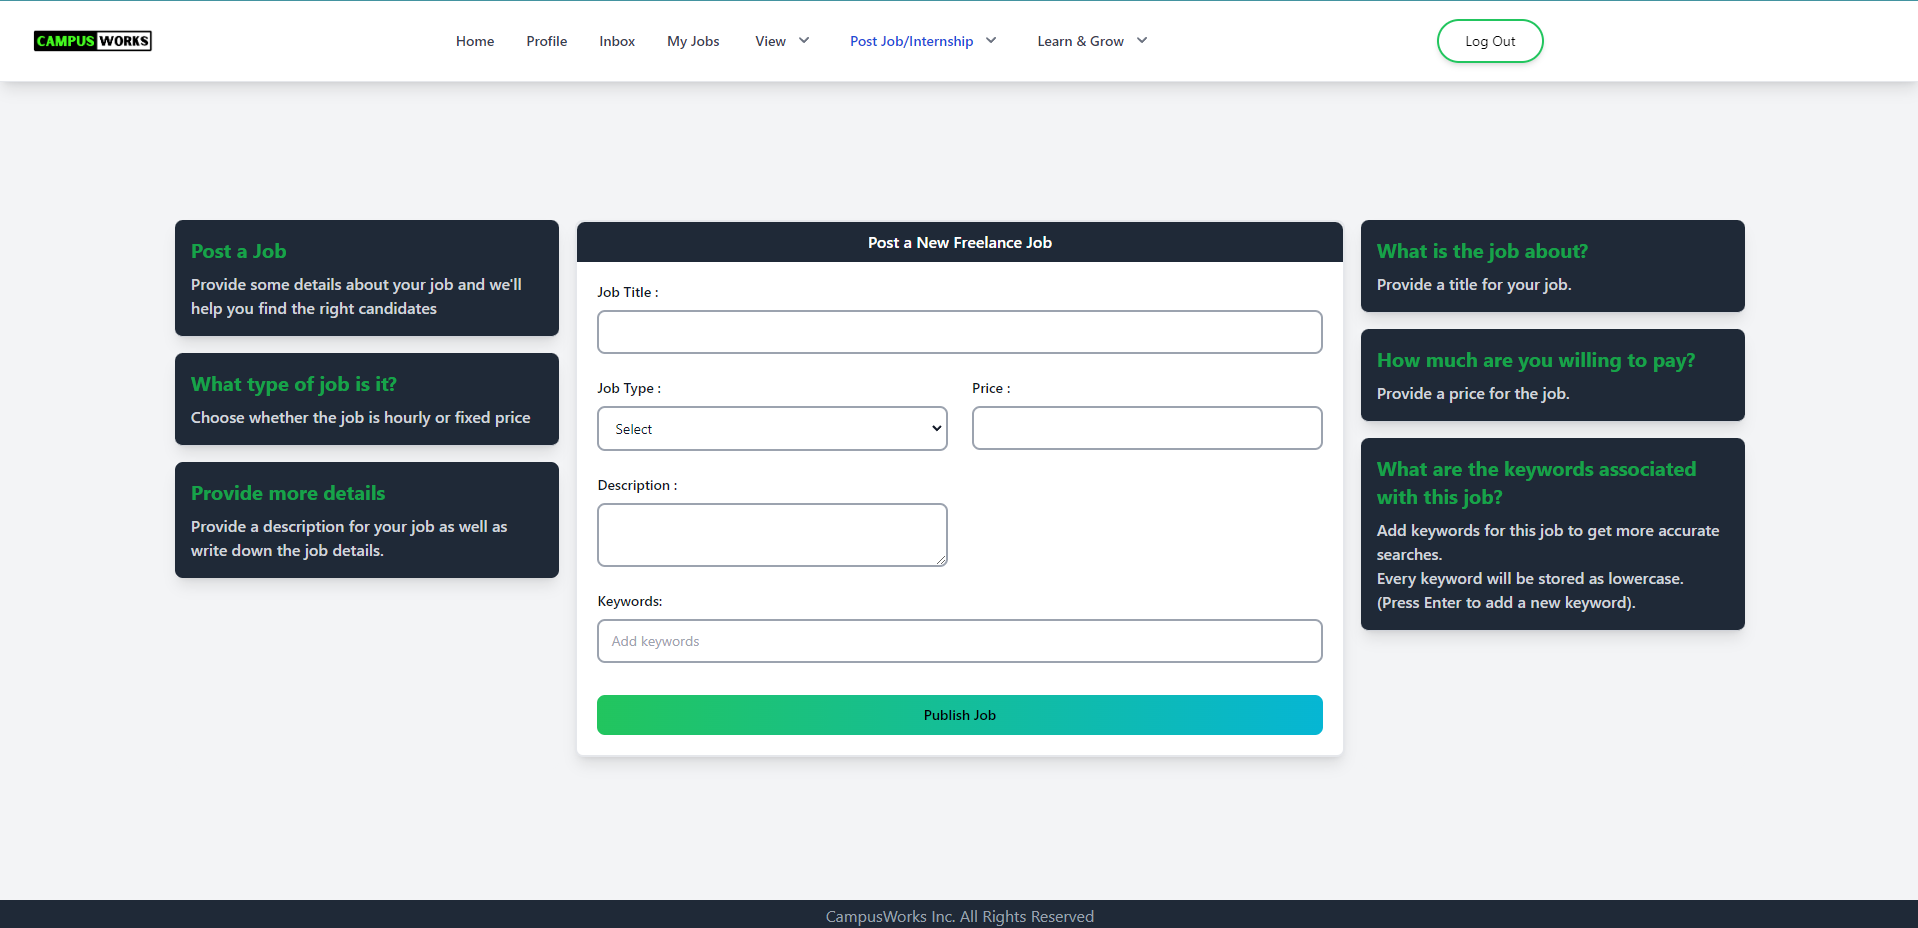 CAMPUS WORKS
Home
Profile
Inbox
My Jobs
View
Post Job/Internship
Learn & Grow
Log Out
Post a Job
Provide some details about your job and we'll
help you find the right candidates
What type of job is it?
Choose whether the job is hourly or fixed price
Provide more details
Provide a description for your job as well as
write down the job details.
Post a New Freelance Job
Job Title :
Job Type :
Price :
Select
Description :
Keywords:
Add keywords
Publish Job
What is the job about?
Provide a title for your job.
How much are you willing to pay?
Provide a price for the job.
What are the keywords associated
with this job?
Add keywords for this job to get more accurate
searches.
Every keyword will be stored as lowercase.
(Press Enter to add a new keyword).
CampusWorks Inc. All Rights Reserved